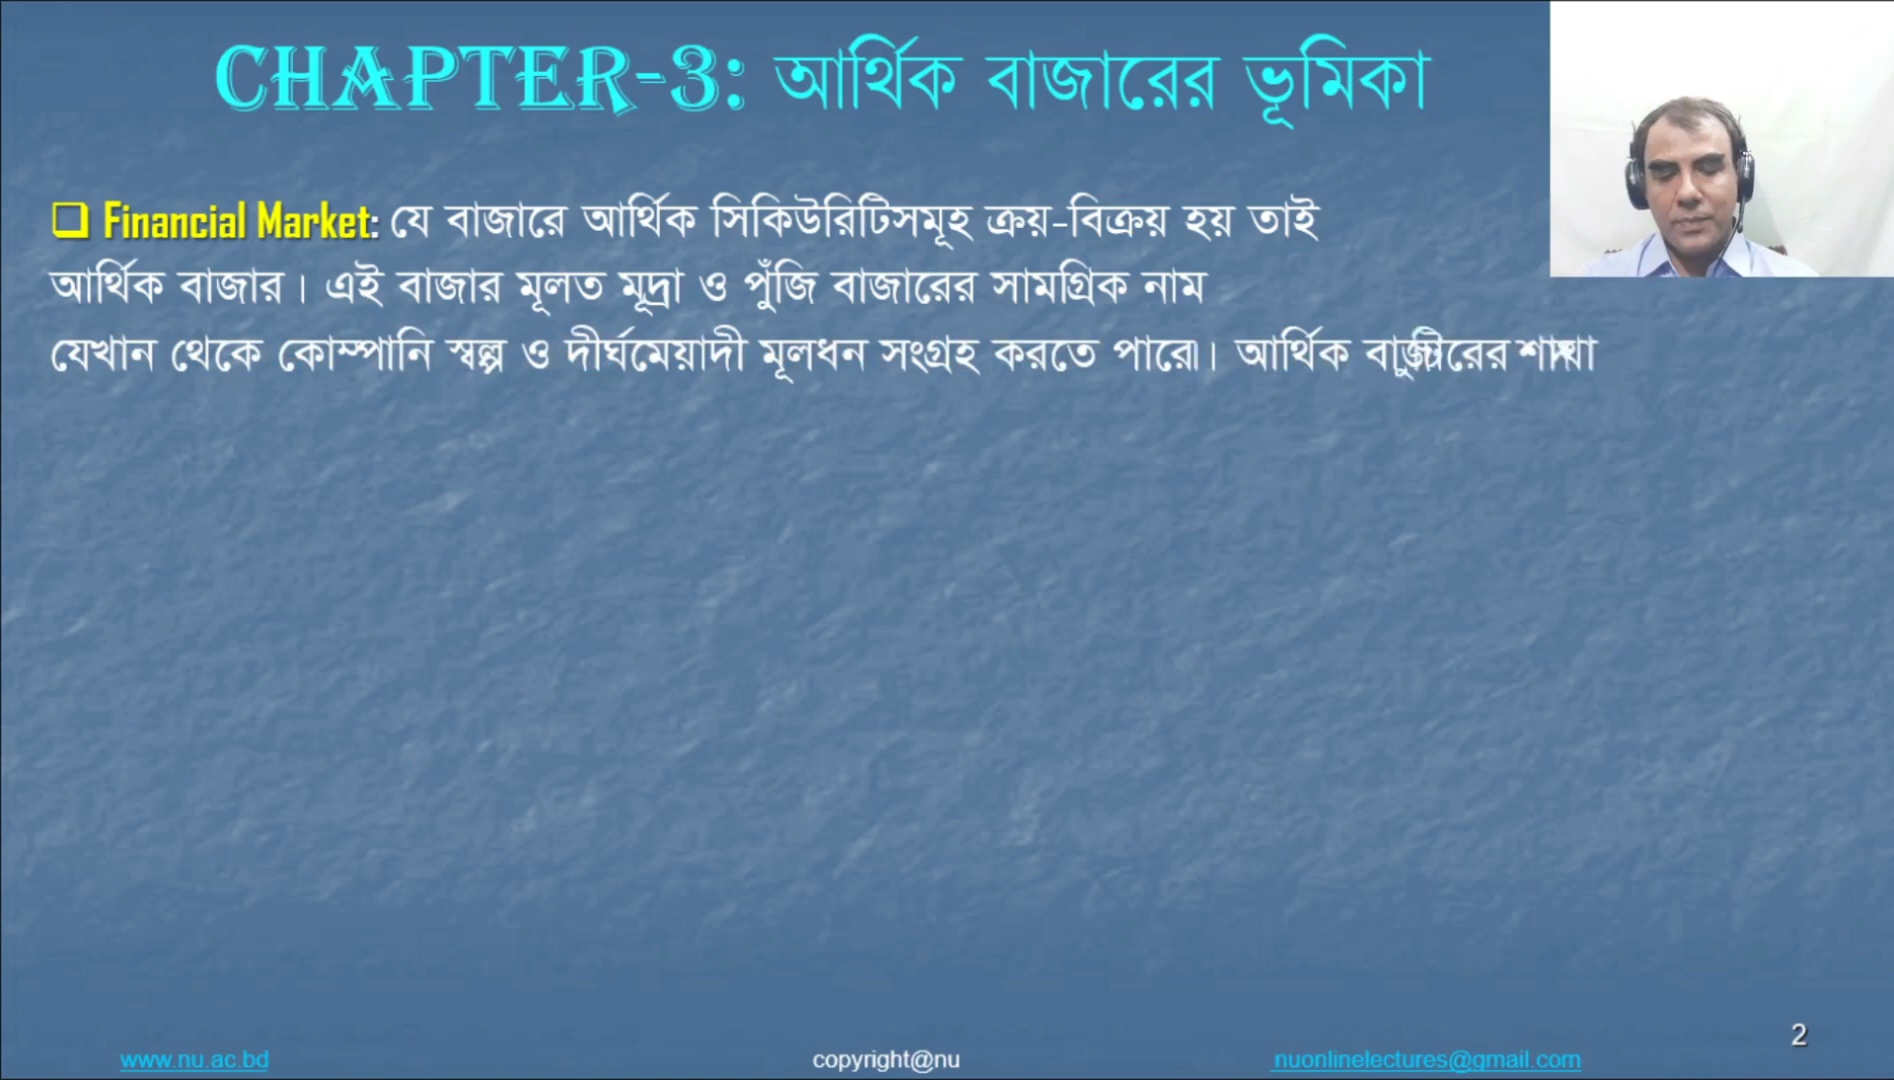 CHAPTER-3: আর্থিক বাজারের ভূমিকা
Financial Market: যে বাজারে আর্থিক সিকিউরিটিসমূহ ক্রয়-বিক্রয় হয় তাই
আর্থিক বাজার। এই বাজার মূলত মূদ্রা ও পুঁজি বাজারের সামগ্রিক নাম
যেখান থেকে কোম্পানি স্বল্প ও দীর্ঘমেয়াদী মূলধন সংগ্রহ করতে পারে। আর্থিক
2
www.nu.ac.bd
copyright@nu
nuonlinelectures@gmail.com